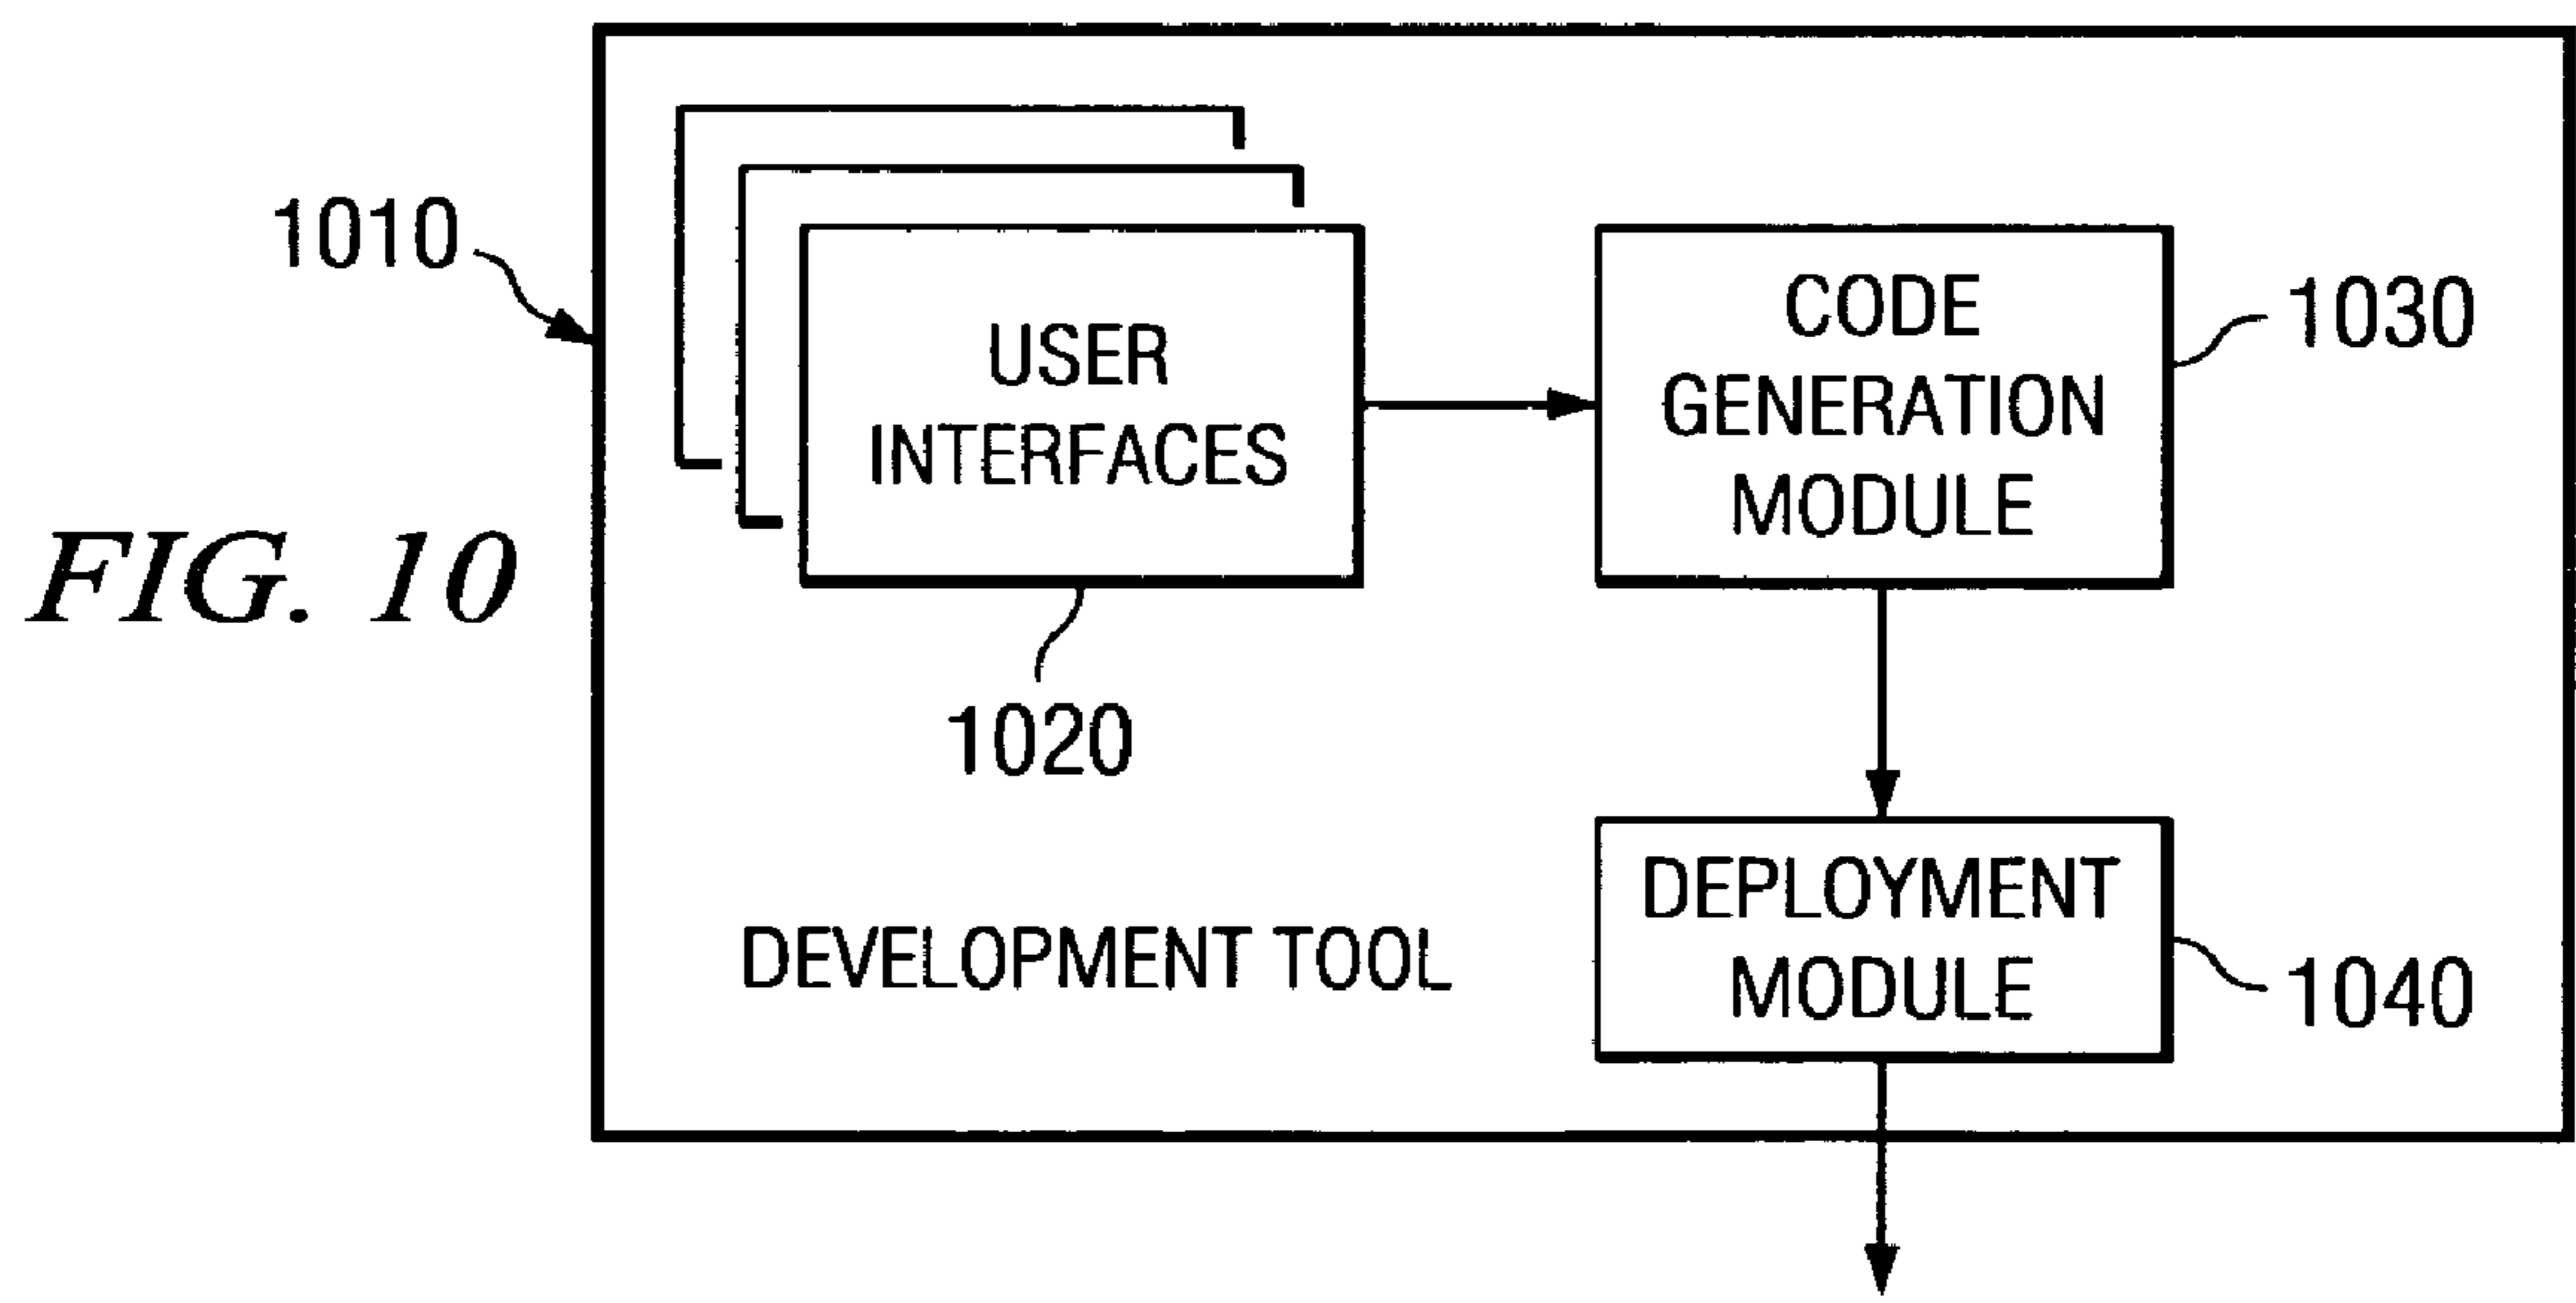 1010
USER
INTERFACES
1020
CODE
GENERATION
MODULE
1030
FIG. 10
DEVELOPMENT TOOL
DEPLOYMENT
MODULE
1040